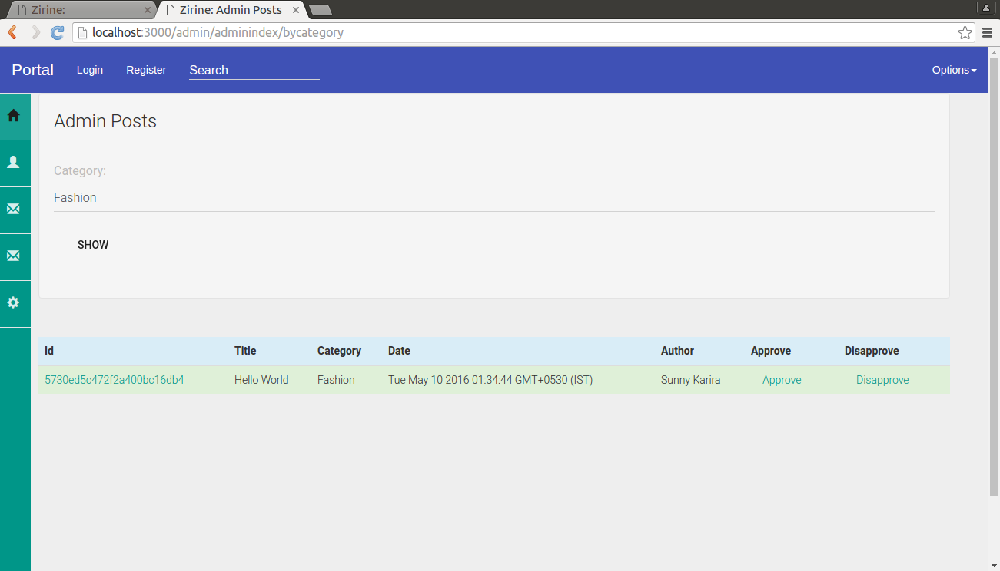 Zirine:
Zirine: Admin Posts
localhost:3000/admin/adminindex/bycategory
Portal Login Register Search Options
Admin Posts
Category:
Fashion
SHOW
Id Title Category Date Author Approve Disapprove
5730ed5c472f2a400bc16db4 Hello World Fashion Tue May 10 2016 01:34:44 GMT+0530 (IST) Sunny Karira Approve Disapprove